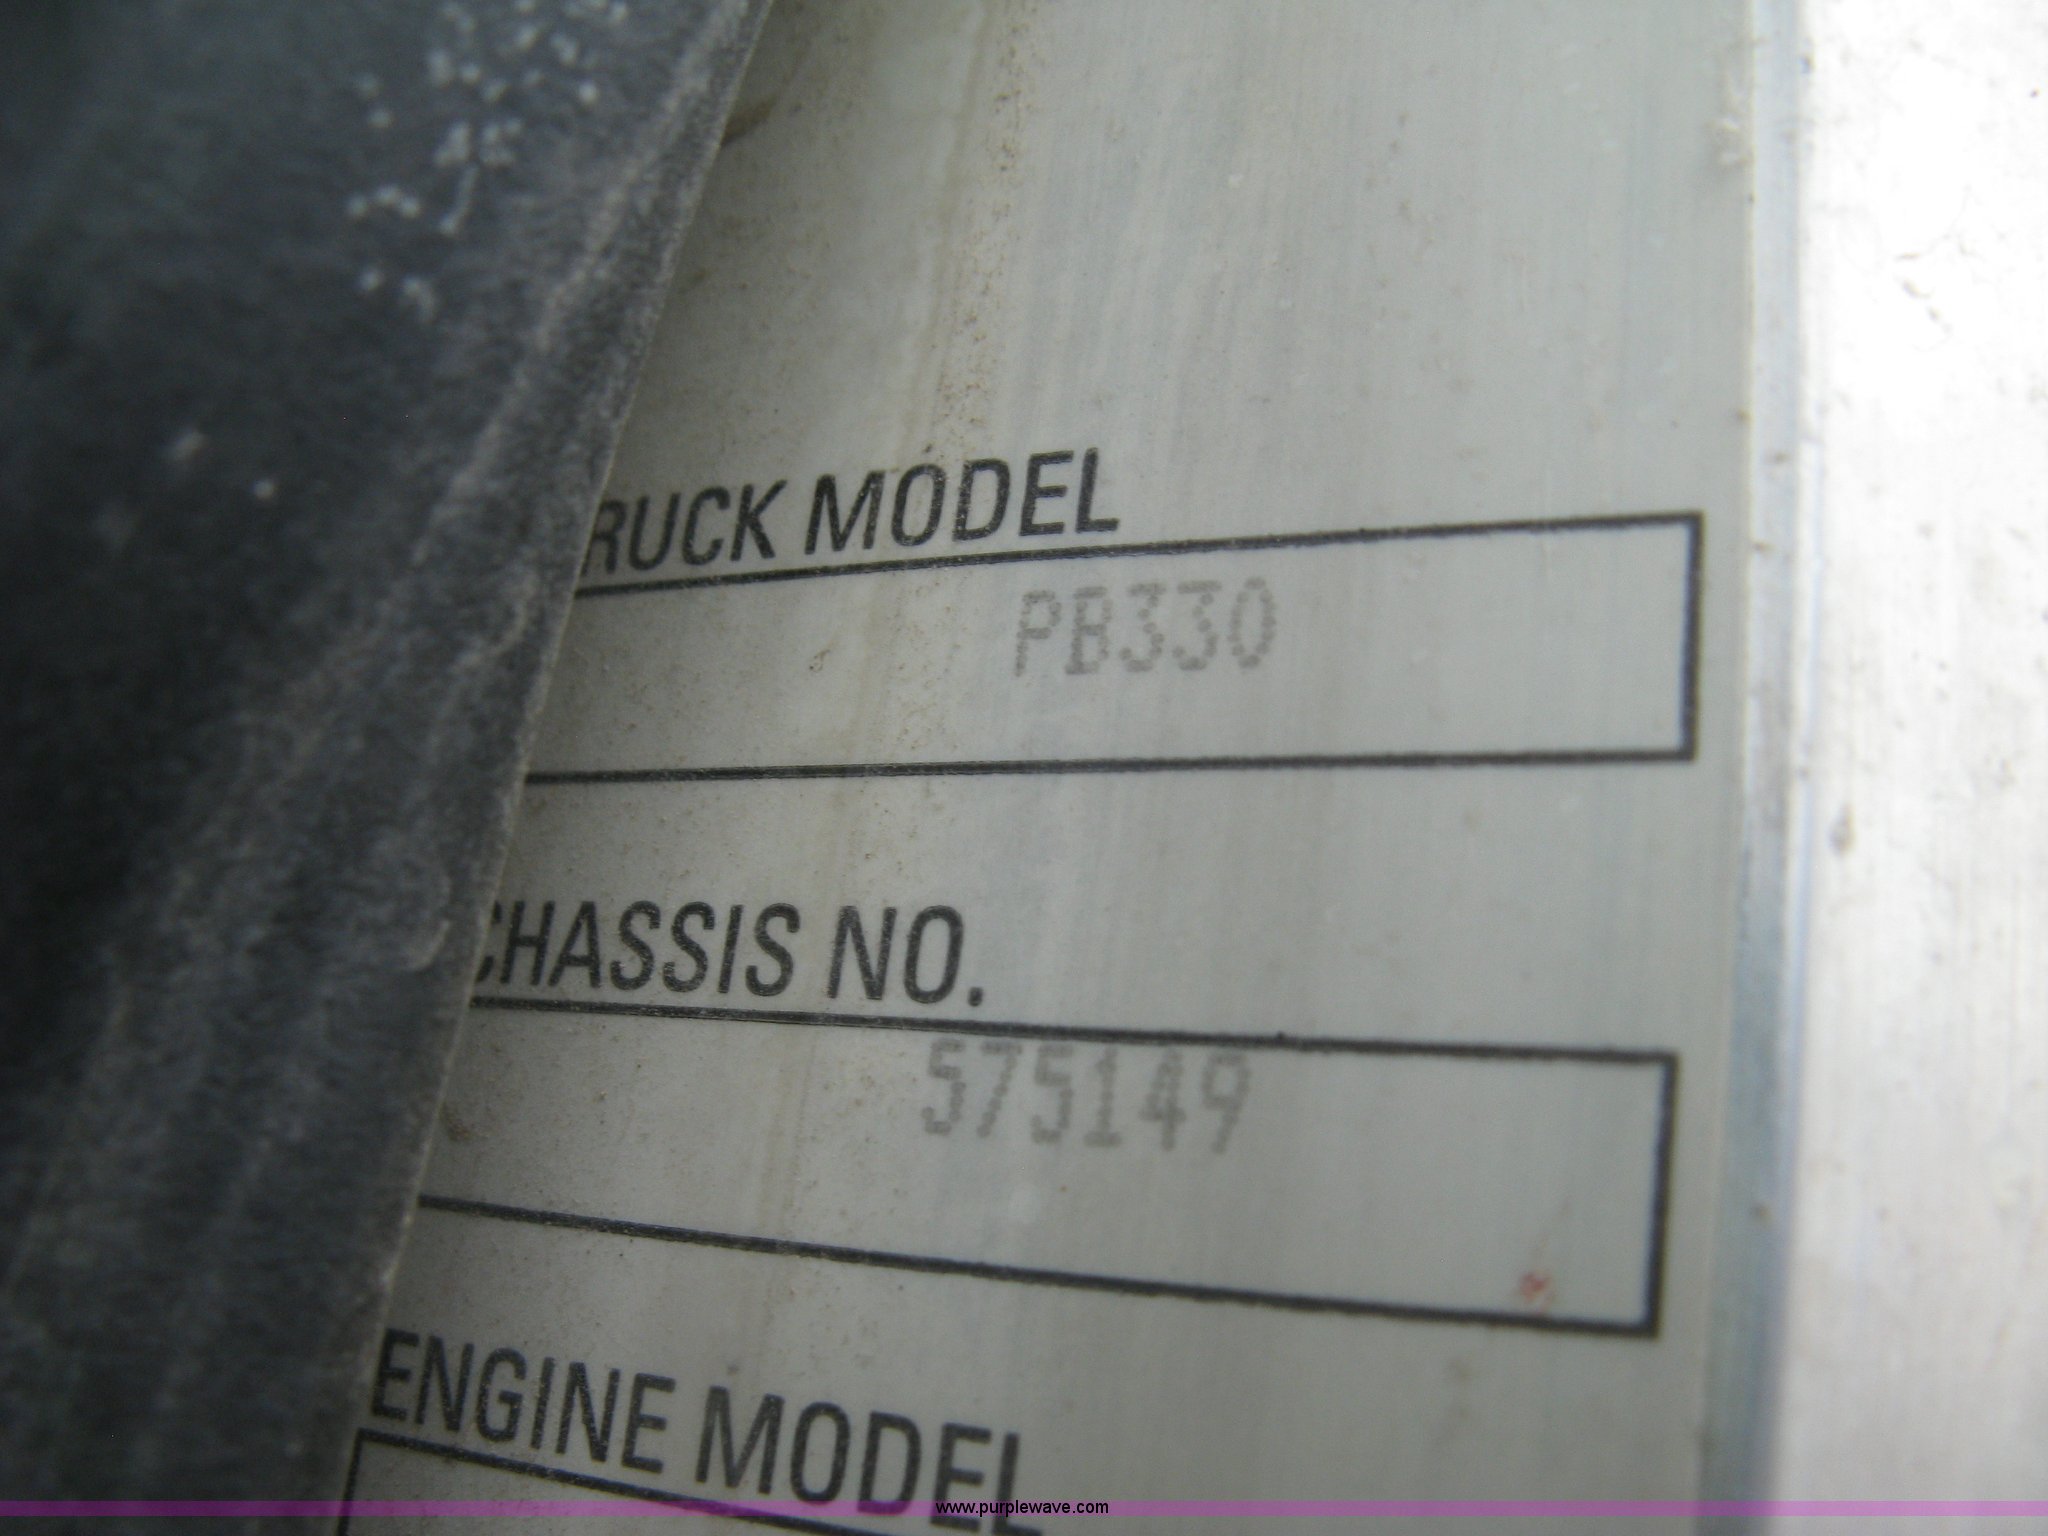 RUCK MODEL
PB330
CHASSIS NO.
575149
ENGINE MODEL
www.purplewave.com